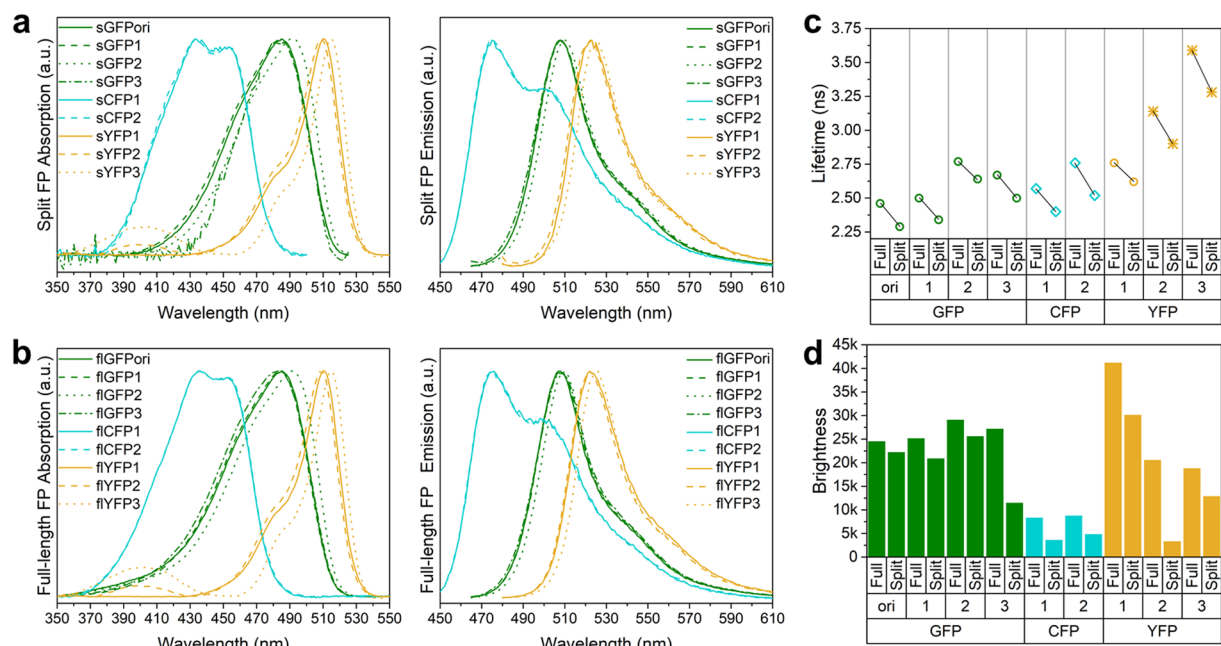 a
Split FP Absorption (a.u.)
sGFPori
sGFP1
sGFP2
sGFP3
sCFP1
sCFP2
sYFP1
sYFP2
sYFP3
350 370 390 410 430 450 470 490 510 530 550
Wavelength (nm)
Split FP Emission (a.u.)
sGFPori
sGFP1
sGFP2
sGFP3
sCFP1
sCFP2
sYFP1
sYFP2
sYFP3
450 470 490 510 530 550 570 590 610
Wavelength (nm)
b
Full-length FP Absorption (a.u.)
flGFPori
flGFP1
flGFP2
flGFP3
flCFP1
flCFP2
flYFP1
flYFP2
flYFP3
350 370 390 410 430 450 470 490 510 530 550
Wavelength (nm)
Full-length FP Emission (a.u.)
flGFPori
flGFP1
flGFP2
flGFP3
flCFP1
flCFP2
flYFP1
flYFP2
flYFP3
450 470 490 510 530 550 570 590 610
Wavelength (nm)
c
Lifetime (ns)
3.75
3.50
3.25
3.00
2.75
2.50
2.25
Full Split Full Split Full Split Full Split Full Split Full Split Full Split Full Split Full Split
ori 1 2 3 1 2 1 2 3
GFP CFP YFP
d
Brightness
45k
40k
35k
30k
25k
20k
15k
10k
5k
0
Full Split Full Split Full Split Full Split Full Split Full Split Full Split Full Split Full Split
ori 1 2 3 1 2 1 2 3
GFP CFP YFP